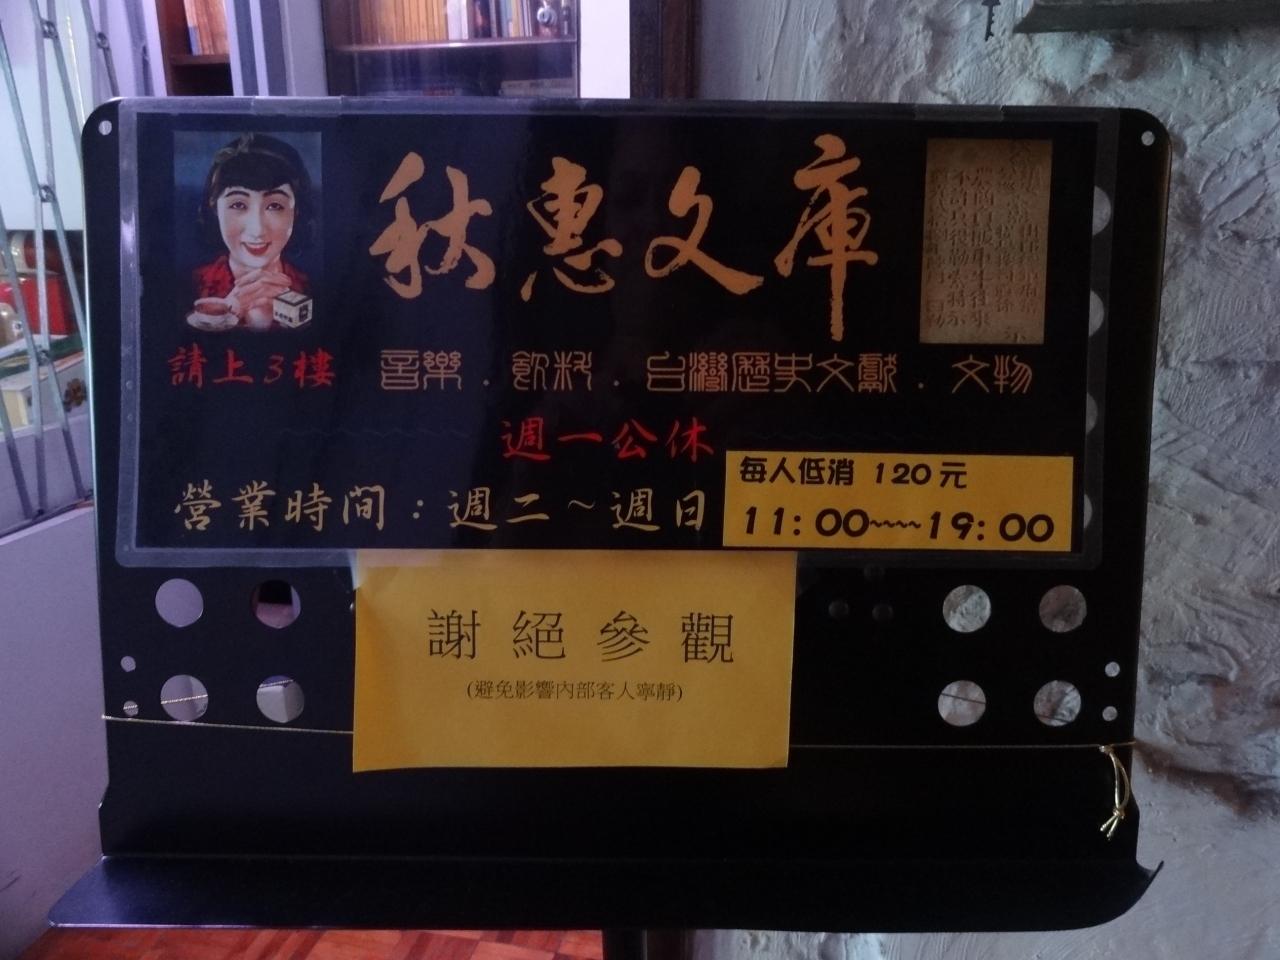 秋惠文庫
請上3樓 音樂．飲料．台灣歷史文獻．文物
週一公休
營業時間：週二~週日
每人低消 120元
11:00~~~~19:00
謝絕參觀
(避免影響內部客人寧靜)